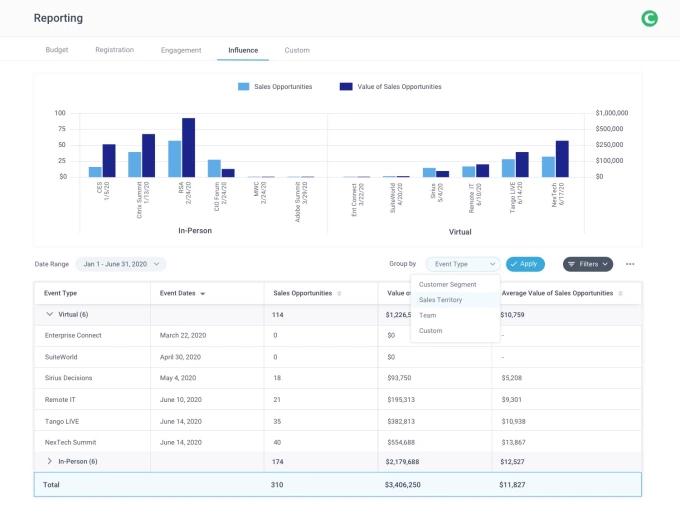 Reporting
C
Budget Registration Engagement Influence Custom
Sales Opportunities Value of Sales Opportunities
100 $1,000,000
75 $500,000
50 $250,000
25 $100,000
$0 $0
CES 1/5/20
Citrix Summit 1/13/20
RSA 2/24/20
CIO Forum 2/24/20
MWC 2/24/20
Adobe Summit 3/29/20
Ent Connect 3/22/20
SuiteWorld 4/20/20
Sirius 5/4/20
Remote IT 6/10/20
Tango LIVE 6/14/20
NexTech 6/17/20
In-Person Virtual
Date Range Jan 1 - June 31, 2020 Group by Event Type Apply Filters
Customer Segment
Sales Territory
Team
Custom
Event Type Event Dates Sales Opportunities Value o Average Value of Sales Opportunities
Virtual (6) 114 $1,226,5 $10,759
Enterprise Connect March 22, 2020 0 $0 -
SuiteWorld April 30, 2020 0 $0 -
Sirius Decisions May 4, 2020 18 $93,750 $5,208
Remote IT June 10, 2020 21 $195,313 $9,301
Tango LIVE June 14, 2020 35 $382,813 $10,938
NexTech Summit June 14, 2020 40 $554,688 $13,867
In-Person (6) 174 $2,179,688 $12,527
Total 310 $3,406,250 $11,827